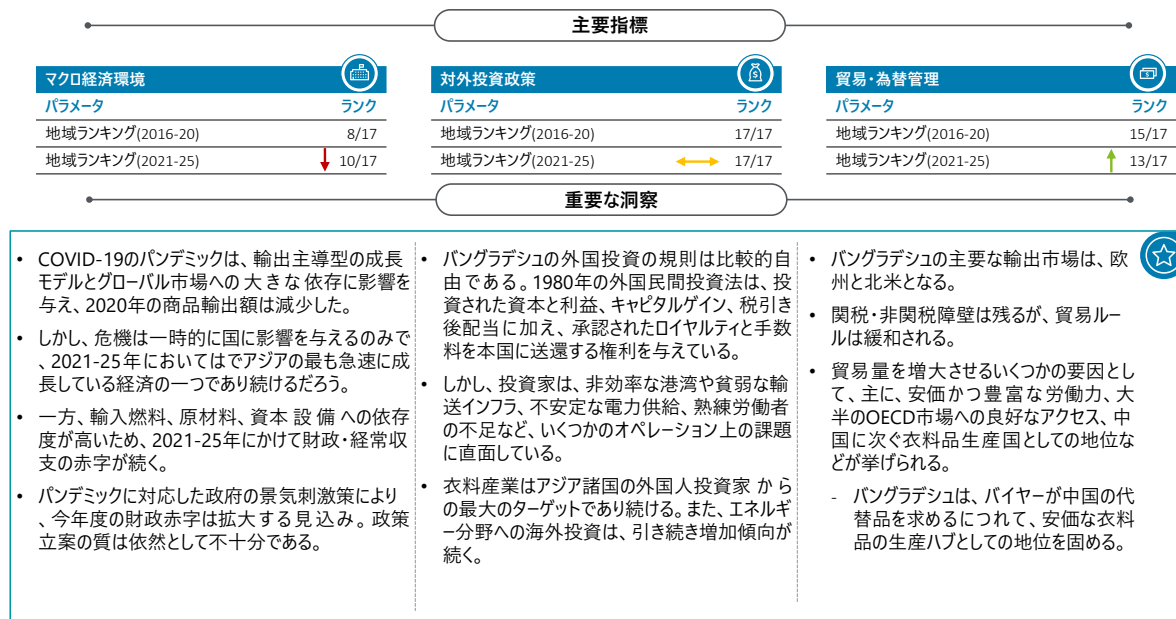 主要指標
マクロ経済環境
パラメータ ランク
地域ランキング(2016-20) 8/17
地域ランキング(2021-25) 10/17
対外投資政策
パラメータ ランク
地域ランキング(2016-20) 17/17
地域ランキング(2021-25) 17/17
貿易・為替管理
パラメータ ランク
地域ランキング(2016-20) 15/17
地域ランキング(2021-25) 13/17
重要な洞察
• COVID-19のパンデミックは、輸出主導型の成長
モデルとグローバル市場への大きな依存に影響を
与え、2020年の商品輸出額は減少した。
• しかし、危機は一時的に国に影響を与えるのみで
、2021-25年においてはでアジアの最も急速に成
長している経済の一つであり続けるだろう。
• 一方、輸入燃料、原材料、資本設備への依存
度が高いため、2021-25年にかけて財政・経常収
支の赤字が続く。
• パンデミックに対応した政府の景気刺激策により
、今年度の財政赤字は拡大する見込み。政策
立案の質は依然として不十分である。
• バングラデシュの外国投資の規則は比較的自
由である。1980年の外国民間投資法は、投
資された資本と利益、キャピタルゲイン、税引き
後配当に加え、承認されたロイヤルティと手数
料を本国に送還する権利を与えている。
• しかし、投資家は、非効率な港湾や貧弱な輸
送インフラ、不安定な電力供給、熟練労働者
の不足など、いくつかのオペレーション上の課題
に直面している。
• 衣料産業はアジア諸国の外国人投資家から
の最大のターゲットであり続ける。また、エネルギ
ー分野への海外投資は、引き続き増加傾向が
続く。
• バングラデシュの主要な輸出市場は、欧
州と北米となる。
• 関税・非関税障壁は残るが、貿易ルー
ルは緩和される。
• 貿易量を増大させるいくつかの要因とし
て、主に、安価かつ豊富な労働力、大
半のOECD市場への良好なアクセス、中
国に次ぐ衣料品生産国としての地位な
どが挙げられる。
- バングラデシュは、バイヤーが中国の代
替品を求めるにつれて、安価な衣料
品の生産ハブとしての地位を固める。